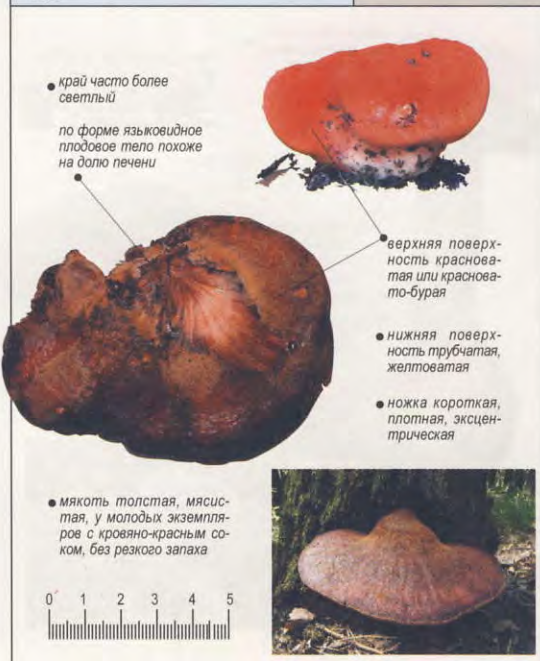 край часто более
светлый
по форме языковидное
плодовое тело похоже
на долю печени
верхняя поверх-
ность краснова-
тая или краснова-
то-бурая
нижняя поверх-
ность трубчатая,
желтоватая
ножка короткая,
плотная, эксцен-
трическая
мякоть толстая, мясис-
тая, у молодых экземпля-
ров с кровяно-красным со-
ком, без резкого запаха
0 1 2 3 4 5